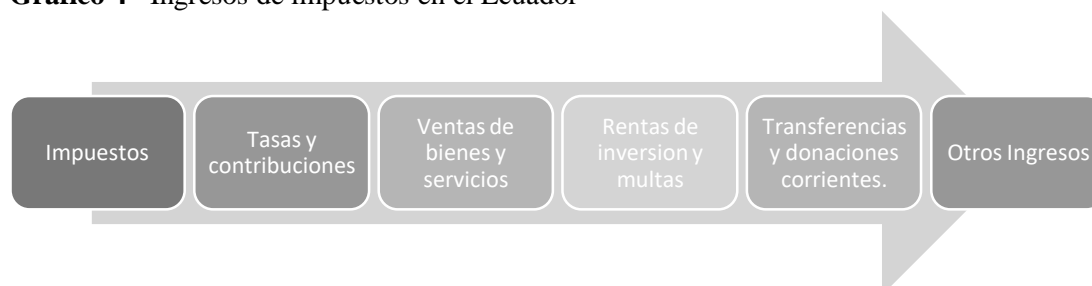 Gráfico 4 Ingresos de impuestos en el Ecuador
Impuestos
Tasas y
contribuciones
Ventas de
bienes y
servicios
Rentas de
inversion y
multas
Transferencias
y donaciones
corrientes.
Otros Ingresos